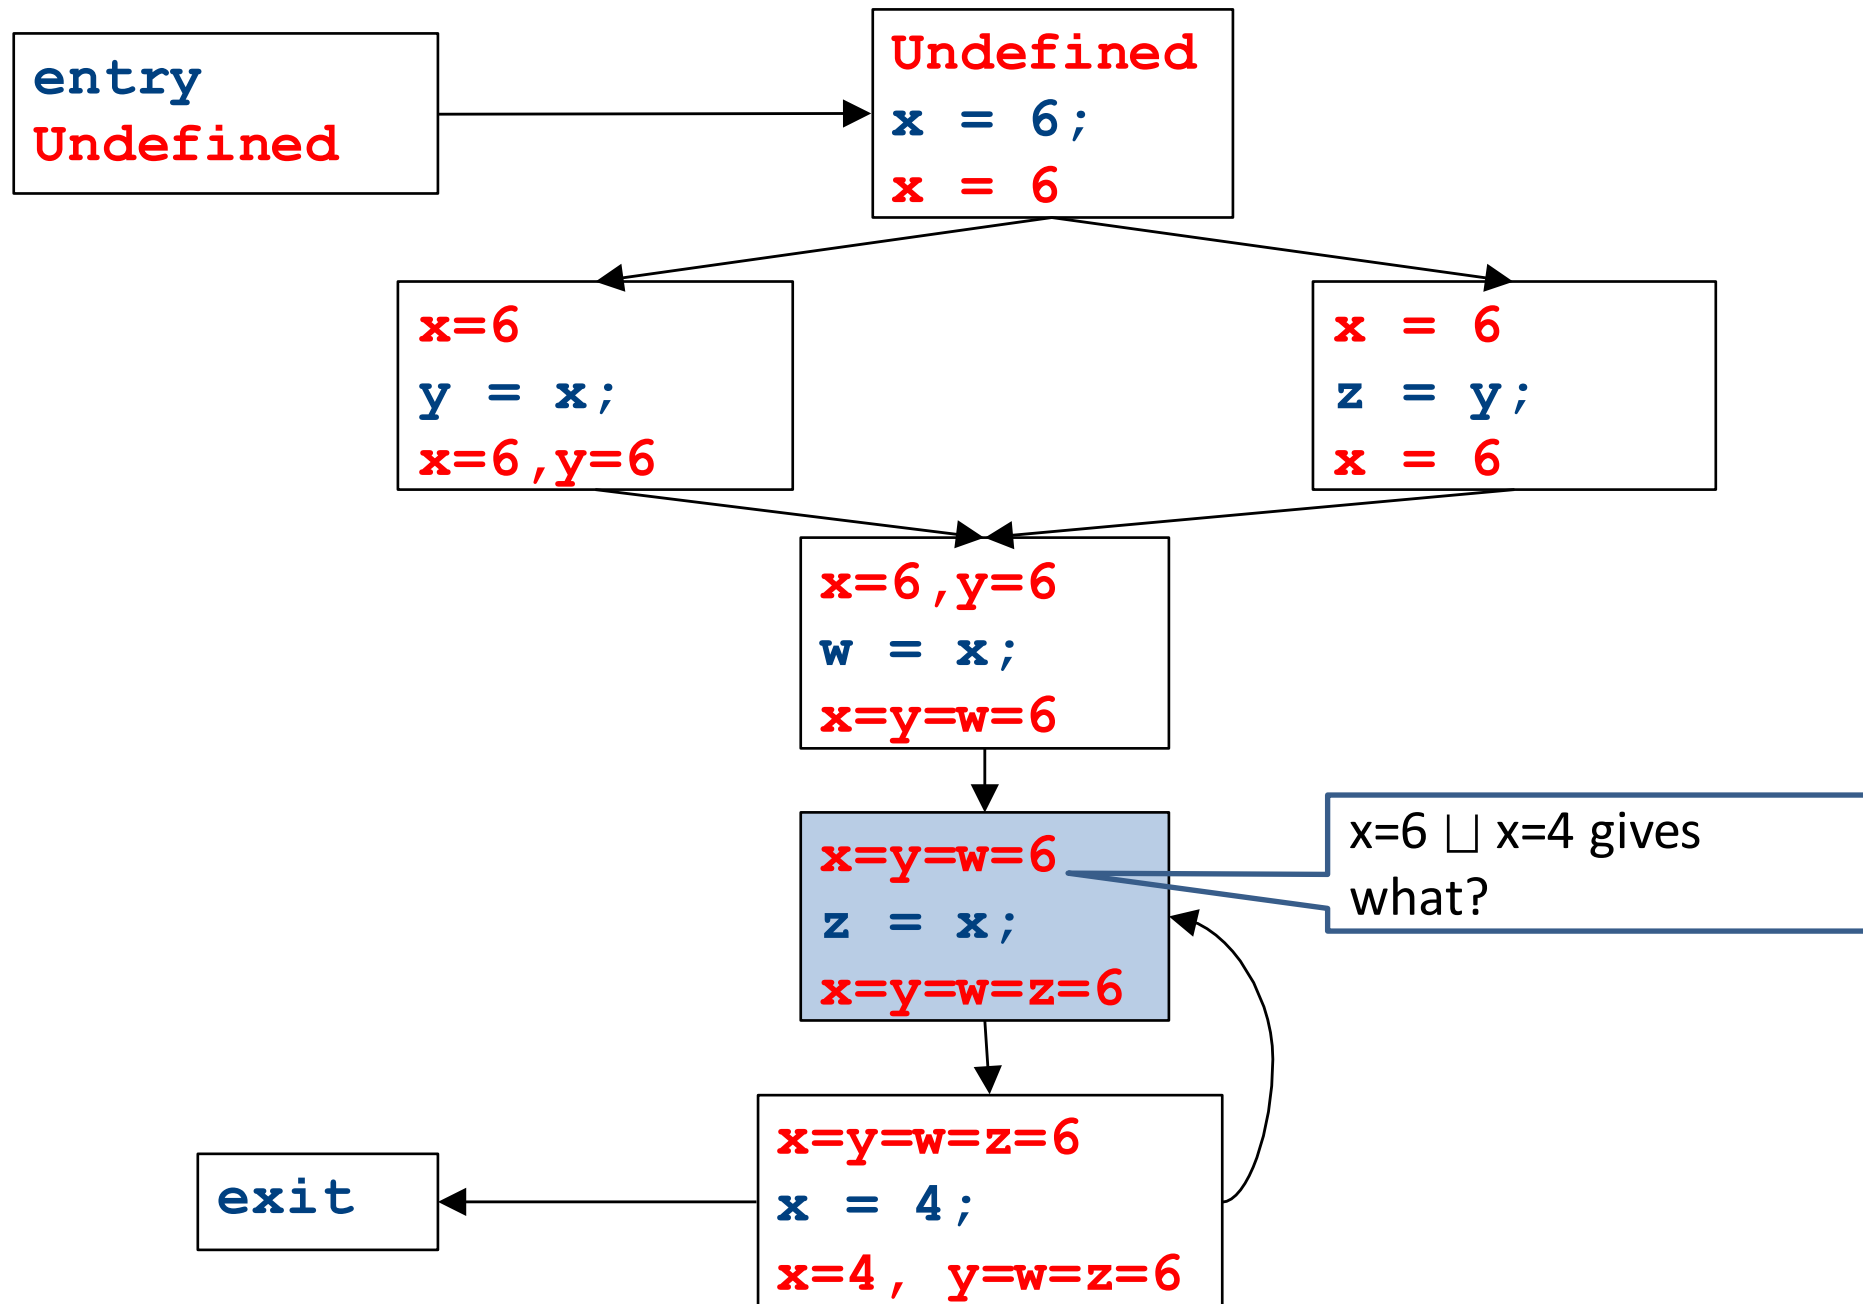 entry
Undefined
Undefined
x = 6;
x = 6
x=6
y = x;
x=6,y=6
x = 6
z = y;
x = 6
x=6,y=6
w = x;
x=y=w=6
x=y=w=6
z = x;
x=y=w=z=6
x=6 ⊔ x=4 gives
what?
x=y=w=z=6
x = 4;
x=4, y=w=z=6
exit